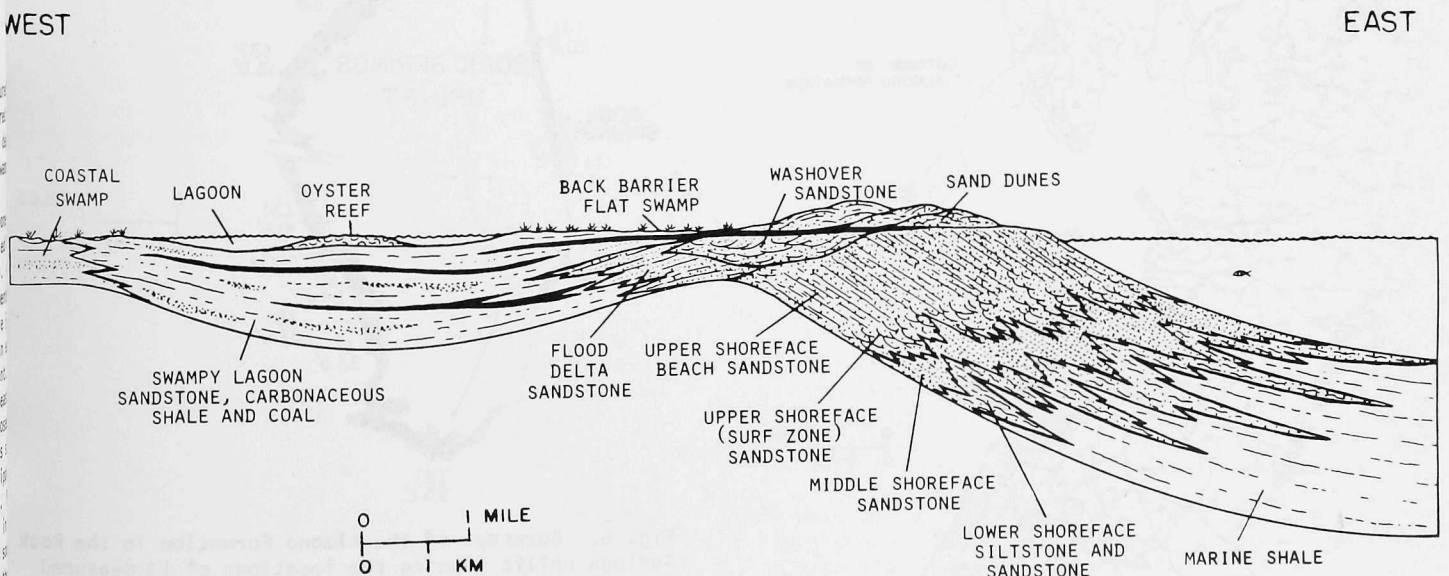 WEST
EAST
COASTAL
SWAMP
LAGOON
OYSTER
REEF
BACK BARRIER
FLAT SWAMP
WASHOVER
SANDSTONE
SAND DUNES
SWAMPY LAGOON
SANDSTONE, CARBONACEOUS
SHALE AND COAL
FLOOD
DELTA
SANDSTONE
UPPER SHOREFACE
BEACH SANDSTONE
UPPER SHOREFACE
(SURF ZONE)
SANDSTONE
MIDDLE SHOREFACE
SANDSTONE
LOWER SHOREFACE
SILTSTONE AND
SANDSTONE
MARINE SHALE
0 1 MILE
0 1 KM